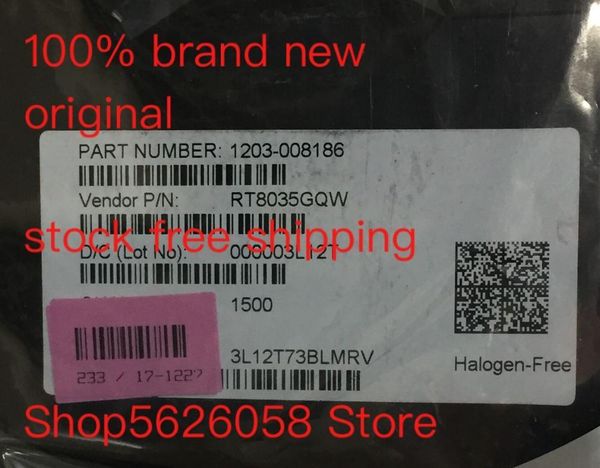 100% brand new
original
PART NUMBER: 1203-008186
Vendor P/N: RT8035GQW
stock free shipping
D/C (Lot No): 000003L12T
1500
3L12T73BLMRV
Halogen-Free
233 / 17-1227
Shop5626058 Store